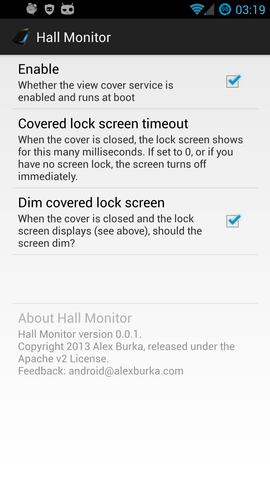 03:19
Hall Monitor
Enable
Whether the view cover service is
enabled and runs at boot
Covered lock screen timeout
When the cover is closed, the lock screen shows
for this many milliseconds. If set to 0, or if you
have no screen lock, the screen turns off
immediately.
Dim covered lock screen
When the cover is closed and the lock
screen displays (see above), should the
screen dim?
About Hall Monitor
Hall Monitor version 0.0.1.
Copyright 2013 Alex Burka, released under the
Apache v2 License.
Feedback: android@alexburka.com